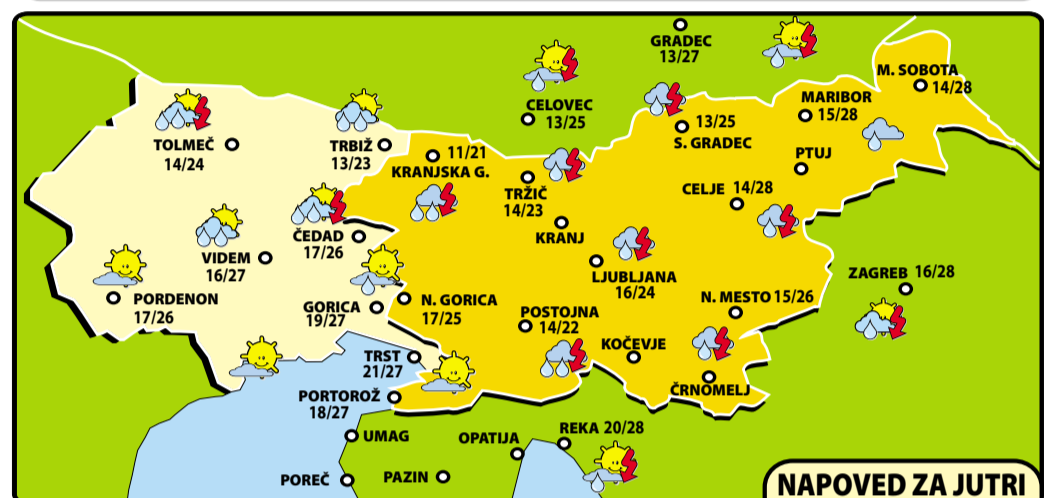 GRADEC
13/27
M. SOBOTA
14/28
CELOVEC
13/25
MARIBOR
15/28
13/25
S. GRADEC
TOLMEČ
14/24
TRBIŽ
13/23
11/21
KRANJSKA G.
PTUJ
TRŽIČ
14/23
CELJE 14/28
KRANJ
ČEDAD
17/26
VIDEM
16/27
LJUBLJANA
16/24
ZAGREB 16/28
PORDENON
17/26
GORICA
19/27
N. GORICA
17/25
N. MESTO 15/26
POSTOJNA
14/22
KOČEVJE
TRST
21/27
ČRNOMELJ
PORTOROŽ
18/27
UMAG
OPATIJA
REKA 20/28
POREČ
PAZIN
NAPOVED ZA JUTRI